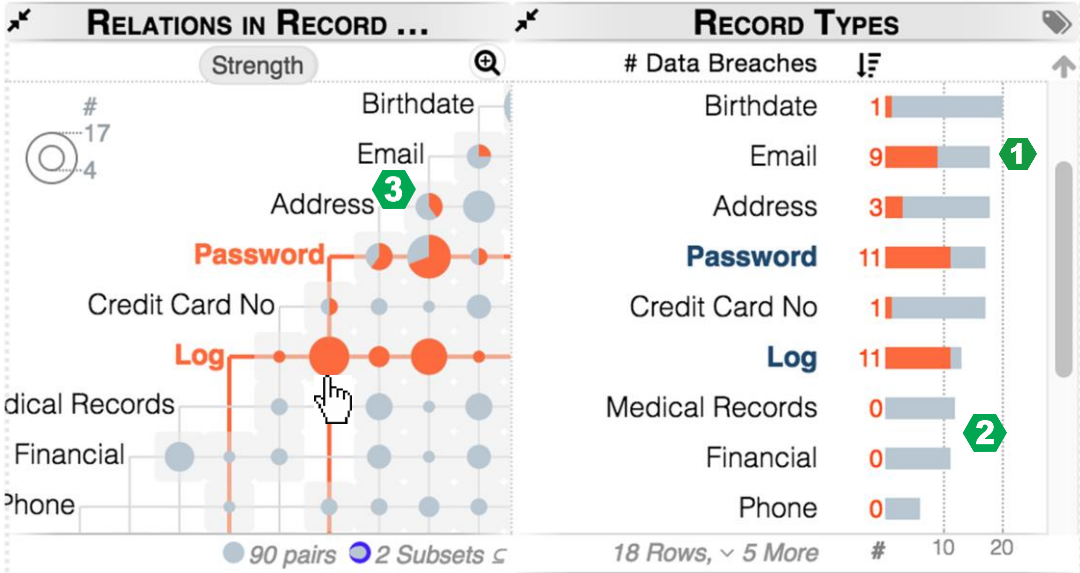 RELATIONS IN RECORD ...
Strength
#
17
4
Birthdate
Email
3
Address
Password
Credit Card No
Log
dical Records
Financial
Phone
90 pairs 2 Subsets ⊆
RECORD TYPES
# Data Breaches
Birthdate 1
Email 9 1
Address 3
Password 11
Credit Card No 1
Log 11
Medical Records 0
2
Financial 0
Phone 0
18 Rows, 5 More # 10 20